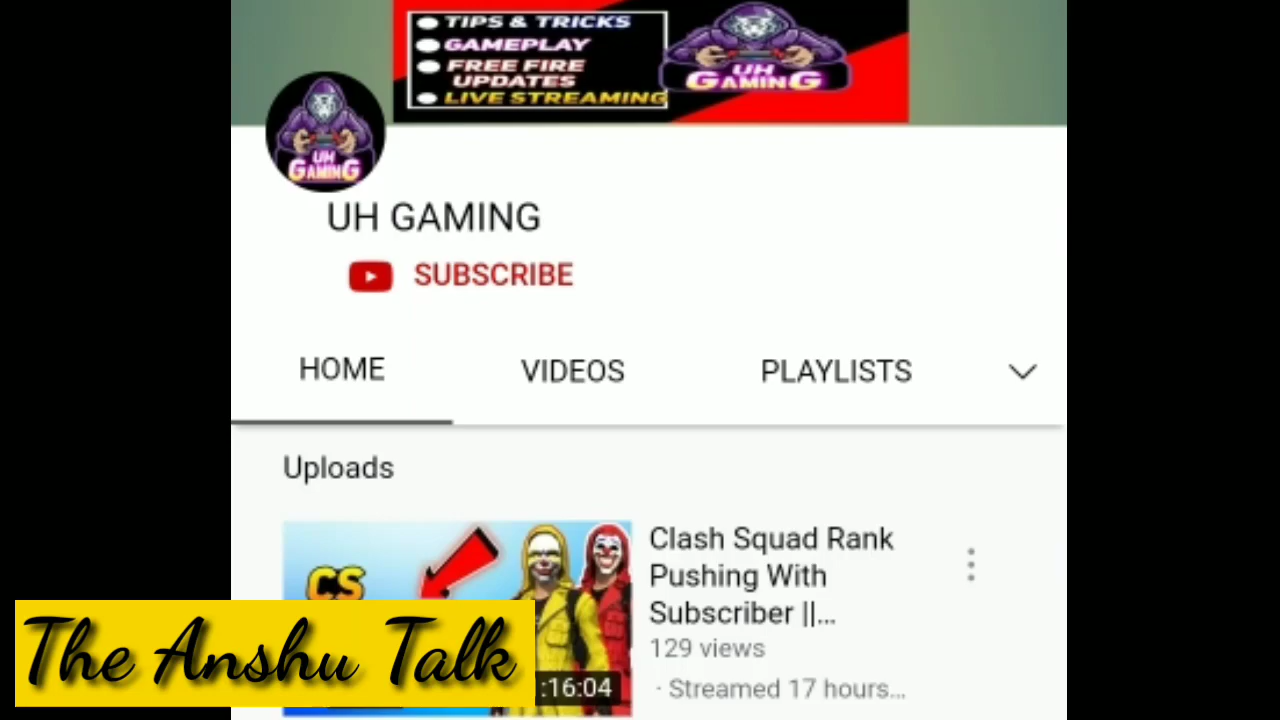 TIPS & TRICKS
GAMEPLAY
FREE FIRE
UPDATES
LIVE STREAMING
UH
GAMING
UH
GAMING
UH GAMING
SUBSCRIBE
HOME VIDEOS PLAYLISTS
Uploads
CS
Clash Squad Rank
Pushing With
Subscriber ||...
129 views
· Streamed 17 hours...
:16:04
The Anshu Talk